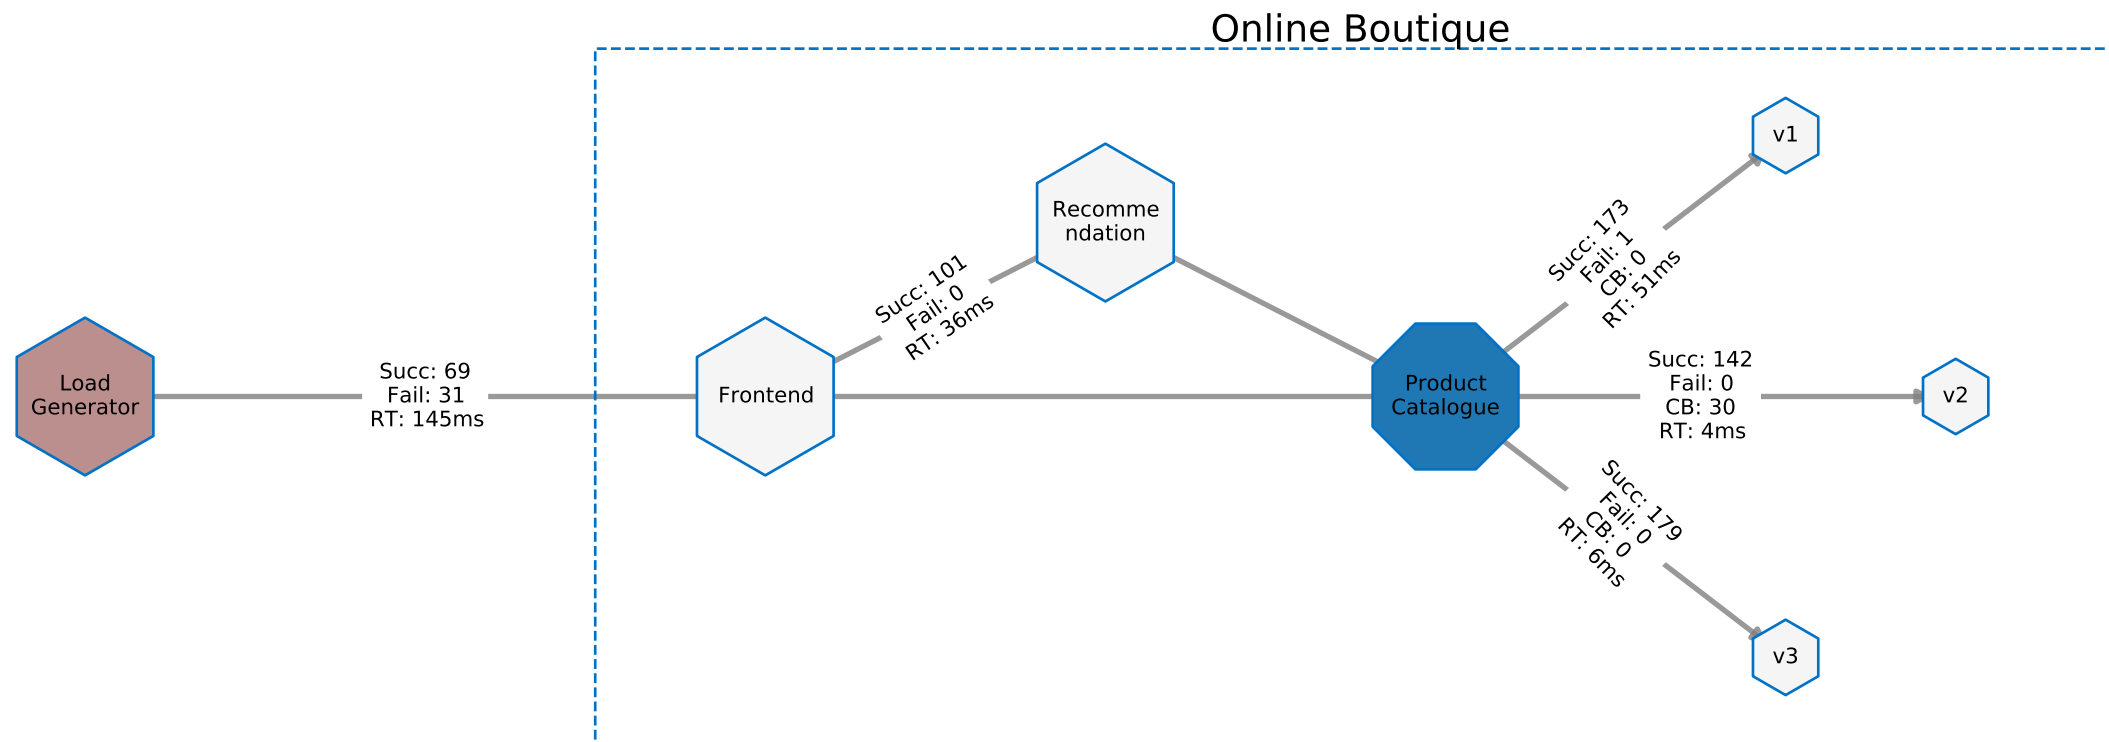 Online Boutique
Load
Generator
Succ: 69
Fail: 31
RT: 145ms
Frontend
Succ: 101
Fail: 0
RT: 36ms
Recomme
ndation
Product
Catalogue
Succ: 173
Fail: 1
CB: 0
RT: 51ms
v1
Succ: 142
Fail: 0
CB: 30
RT: 4ms
v2
Succ: 179
Fail: 0
CB: 0
RT: 6ms
v3